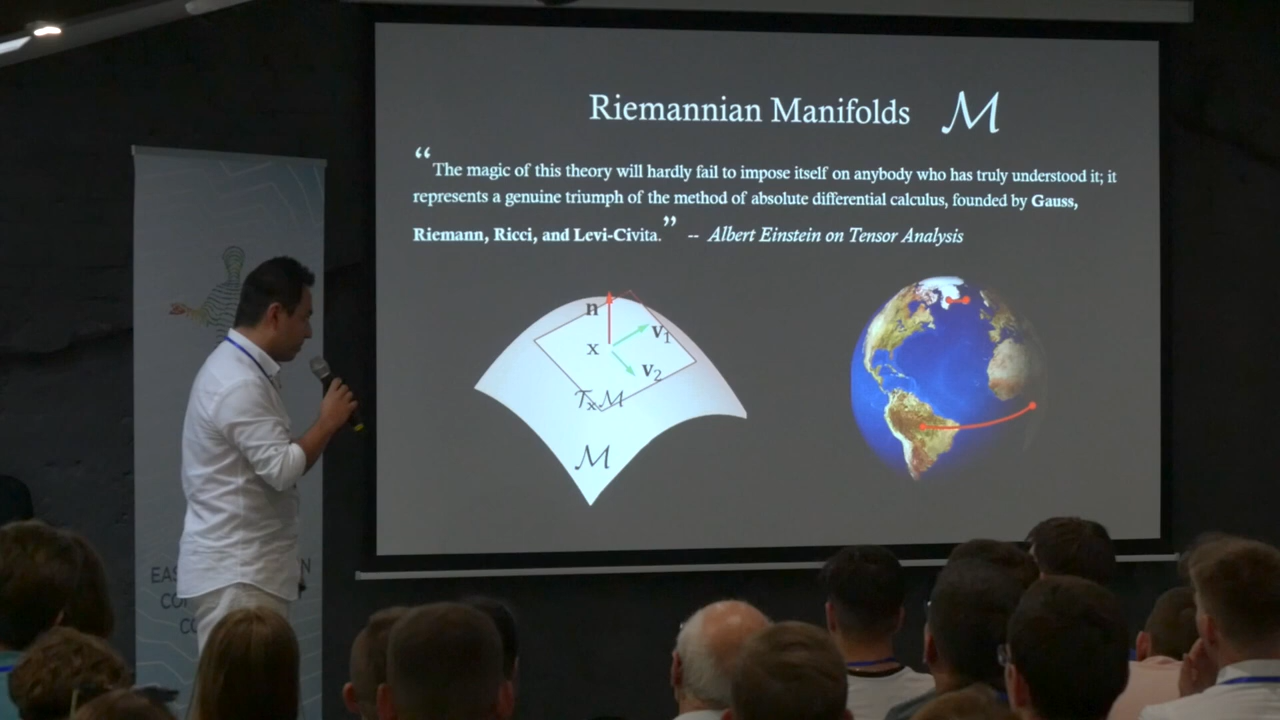 Riemannian Manifolds ℳ
“The magic of this theory will hardly fail to impose itself on anybody who has truly understood it; it
represents a genuine triumph of the method of absolute differential calculus, founded by Gauss,
Riemann, Ricci, and Levi-Civita.” -- Albert Einstein on Tensor Analysis
n
x v₁
v₂
𝒯ₓℳ
ℳ